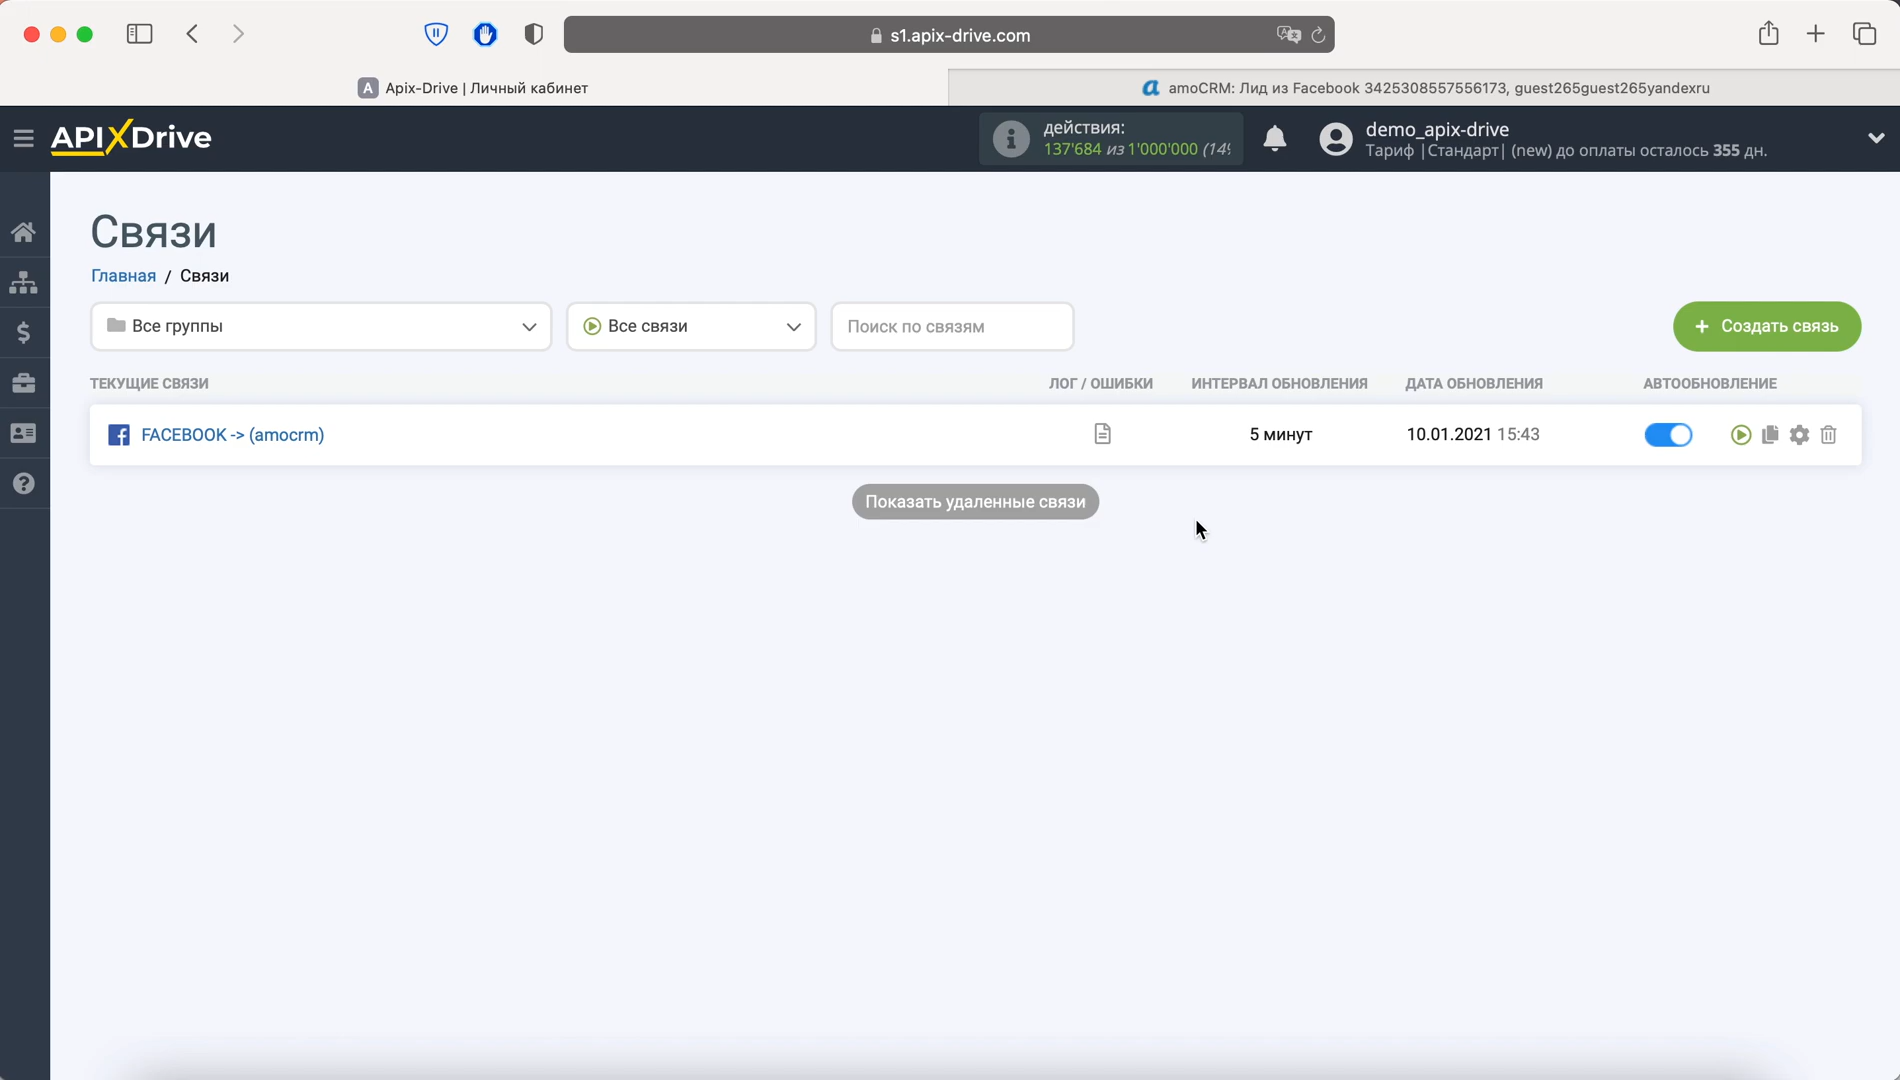 s1.apix-drive.com
A Apix-Drive | Личный кабинет
amoCRM: Лид из Facebook 3425308557556173, guest265guest265yandexru
APIXDrive
действия:
137'684 из 1'000'000 (14%
demo_apix-drive
Тариф |Стандарт| (new) до оплаты осталось 355 дн.
Связи
Главная / Связи
Все группы
Все связи
Поиск по связям
+ Создать связь
ТЕКУЩИЕ СВЯЗИ
ЛОГ / ОШИБКИ
ИНТЕРВАЛ ОБНОВЛЕНИЯ
ДАТА ОБНОВЛЕНИЯ
АВТООБНОВЛЕНИЕ
FACEBOOK -> (amocrm)
5 минут
10.01.2021 15:43
Показать удаленные связи